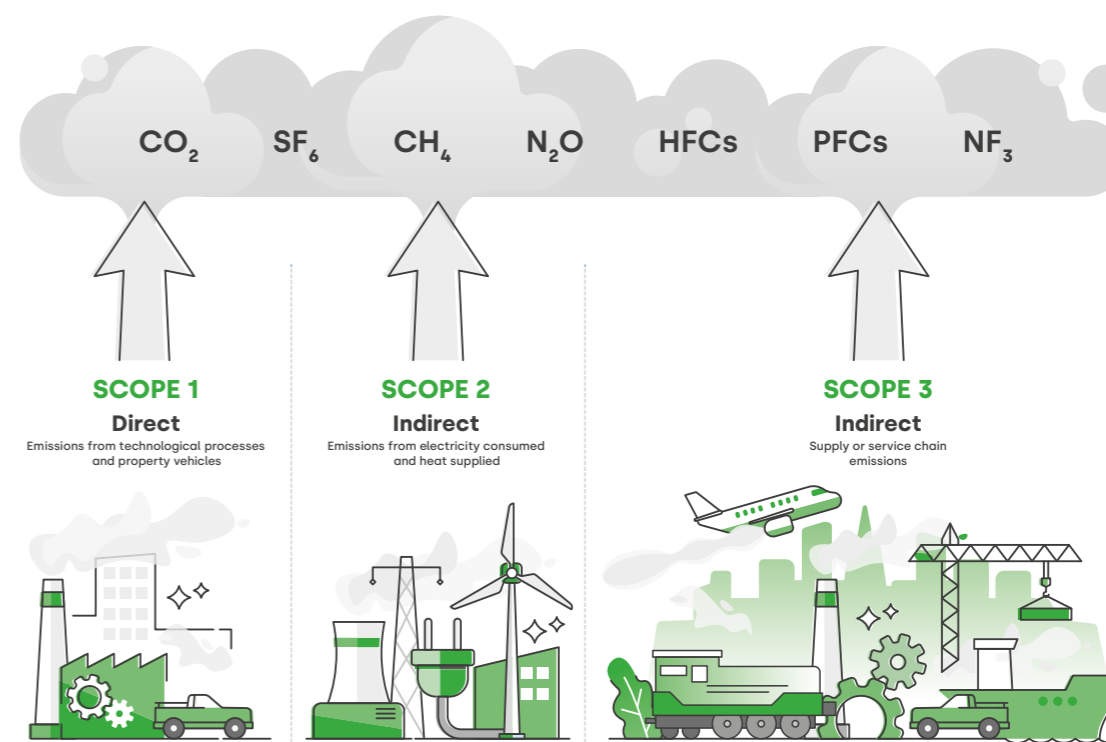 CO₂ SF₆ CH₄ N₂O HFCs PFCs NF₃
SCOPE 1
Direct
Emissions from technological processes
and property vehicles
SCOPE 2
Indirect
Emissions from electricity consumed
and heat supplied
SCOPE 3
Indirect
Supply or service chain
emissions